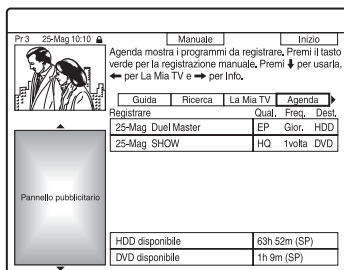 Pr 3 25-Mag 10:10 Manuale Inizio
Agenda mostra i programmi da registrare. Premi il tasto
verde per la registrazione manuale. Premi ⬇ per usarla,
⬅ per La Mia TV e ➡ per Info.
Guida Ricerca La Mia TV Agenda
Registrare Qual. Freq. Dest.
25-Mag Duel Master EP Gior. HDD
25-Mag SHOW HQ 1volta DVD
Pannello pubblicitario
HDD disponibile 63h 52m (SP)
DVD disponibile 1h 9m (SP)